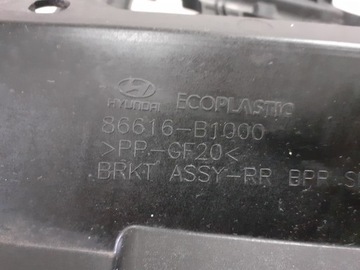 HYUNDAI ECOPLASTIC
86616-B1000
>PP-GF20<
BRKT ASSY-RR BPR